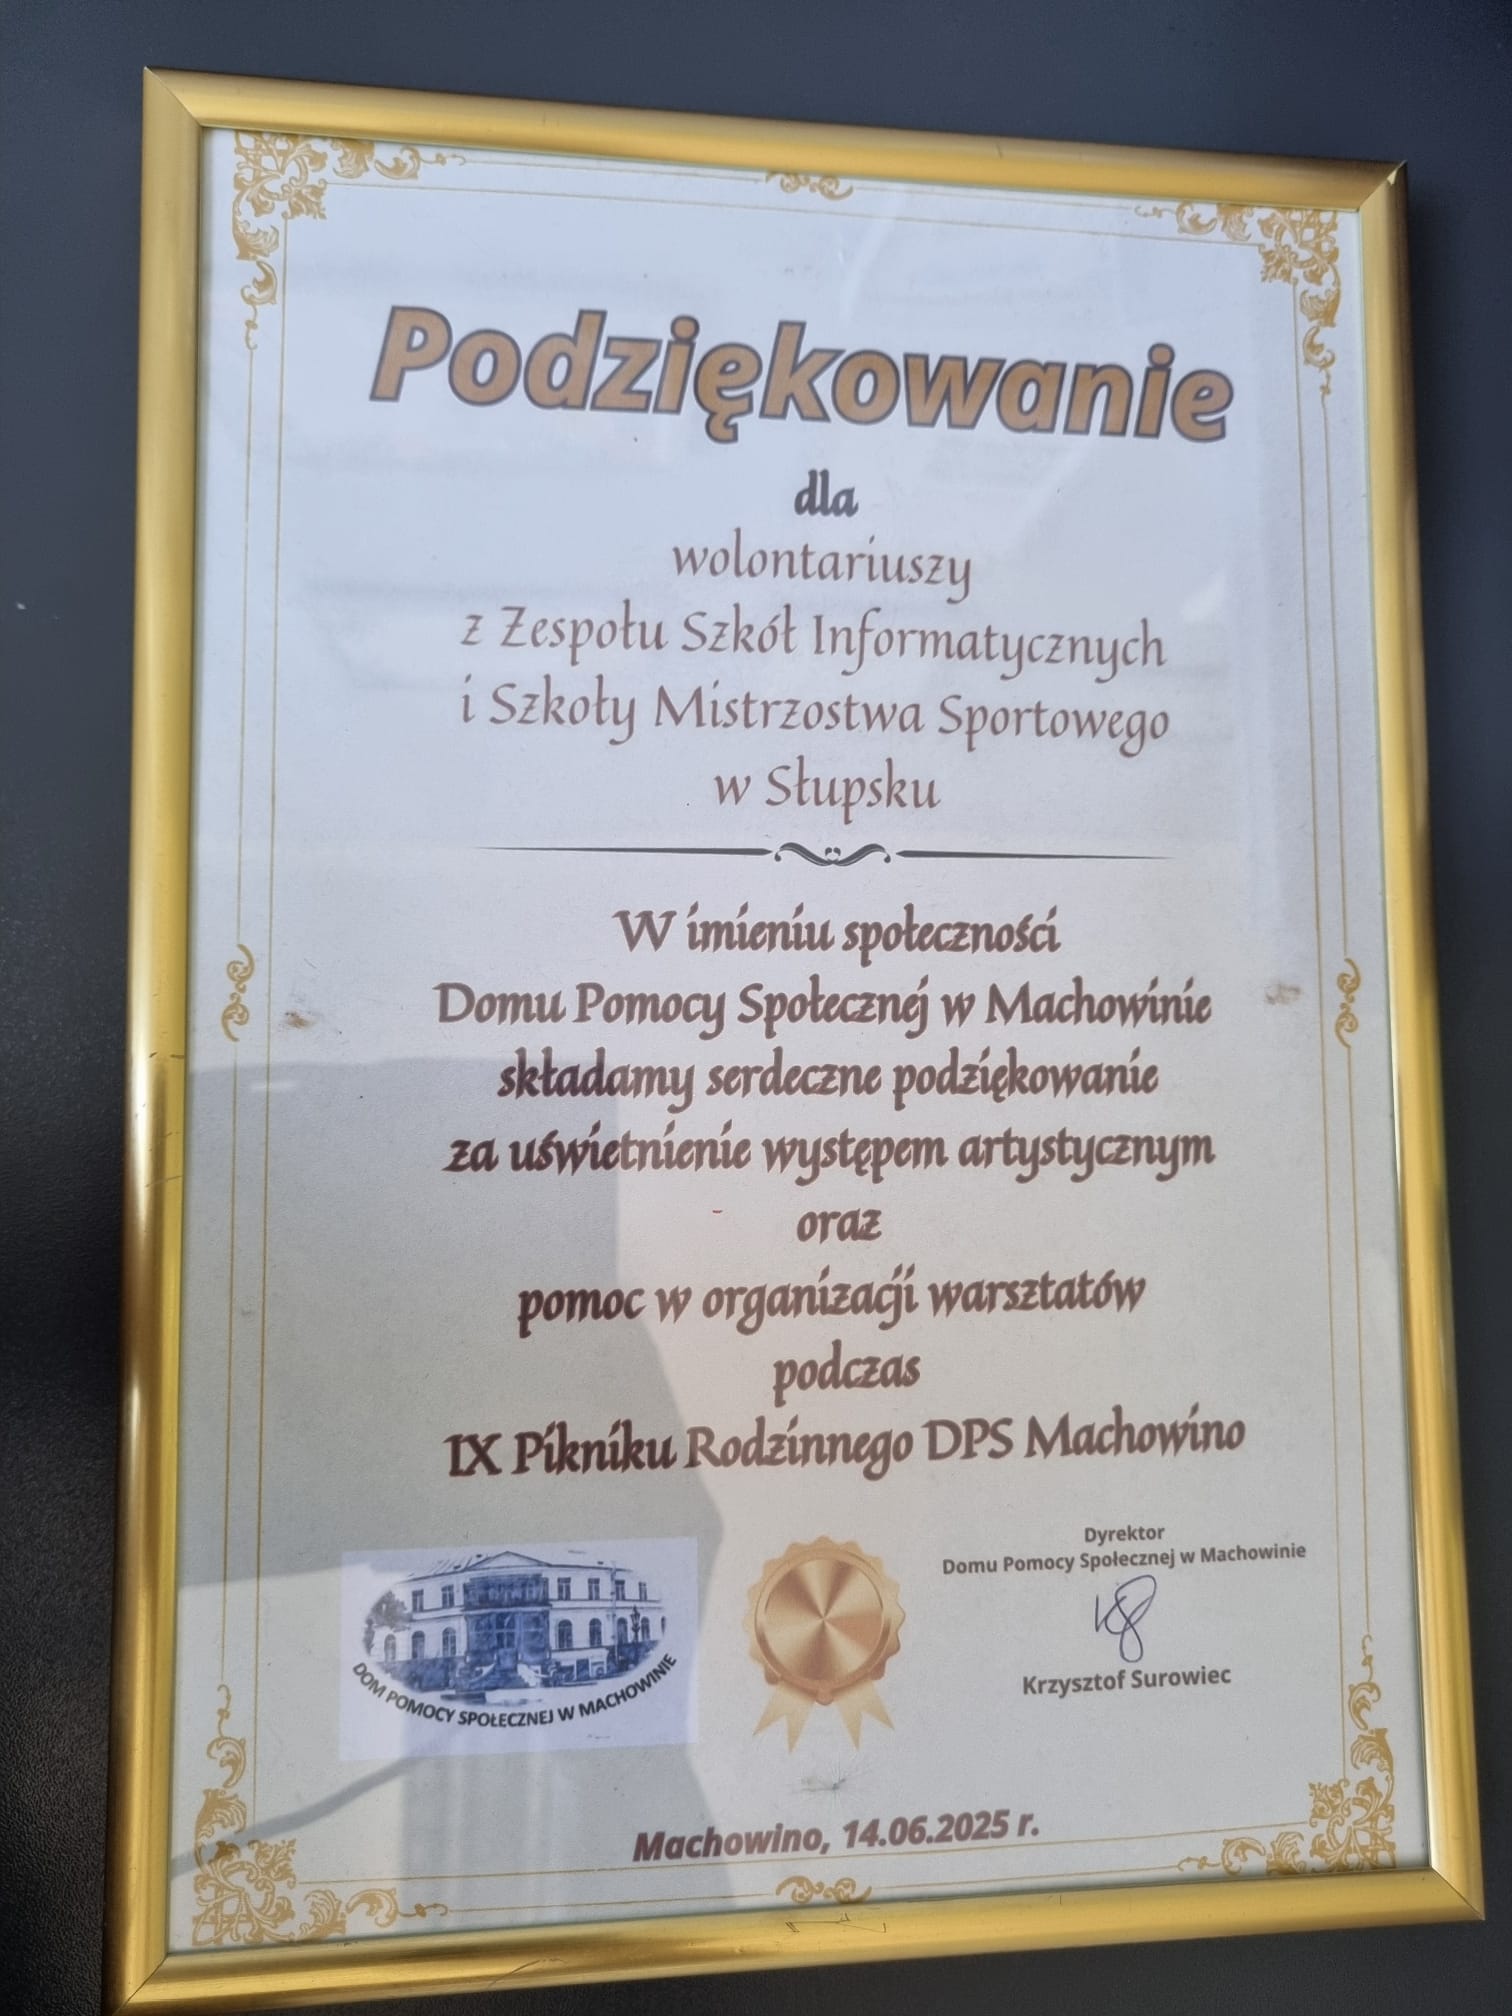 Podziękowanie
dla
wolontariuszy
z Zespołu Szkół Informatycznych
i Szkoły Mistrzostwa Sportowego
w Słupsku
W imieniu społeczności
Domu Pomocy Społecznej w Machowinie
składamy serdeczne podziękowanie
za uświetnienie występem artystycznym
oraz
pomoc w organizacji warsztatów
podczas
IX Pikniku Rodzinnego DPS Machowino
DOM POMOCY SPOŁECZNEJ W MACHOWINIE
Dyrektor
Domu Pomocy Społecznej w Machowinie
Krzysztof Surowiec
Machowino, 14.06.2025 r.